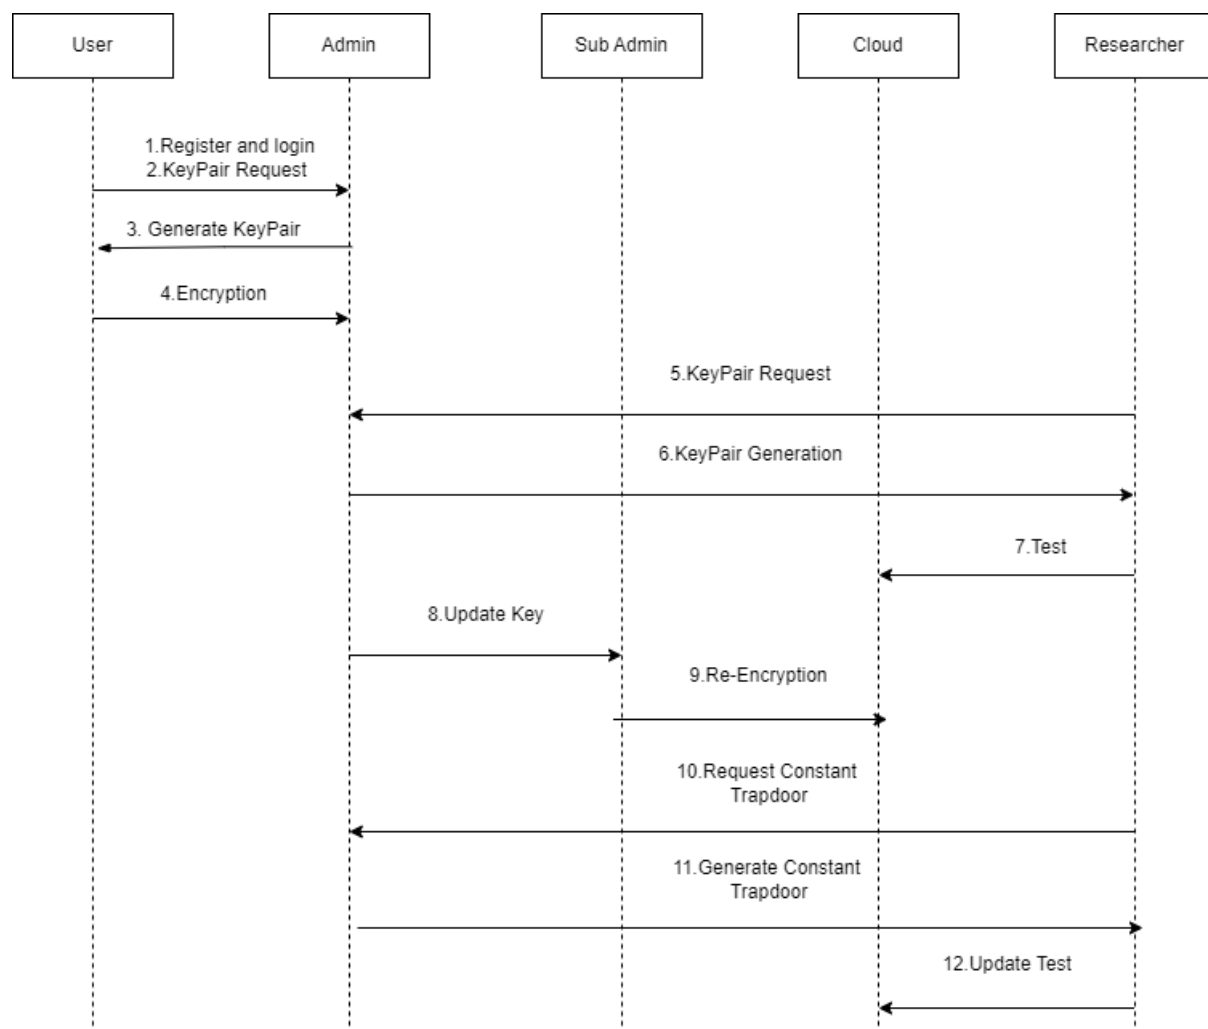 User
Admin
Sub Admin
Cloud
Researcher
1.Register and login
2.KeyPair Request
3. Generate KeyPair
4.Encryption
5.KeyPair Request
6.KeyPair Generation
7.Test
8.Update Key
9.Re-Encryption
10.Request Constant
Trapdoor
11.Generate Constant
Trapdoor
12.Update Test